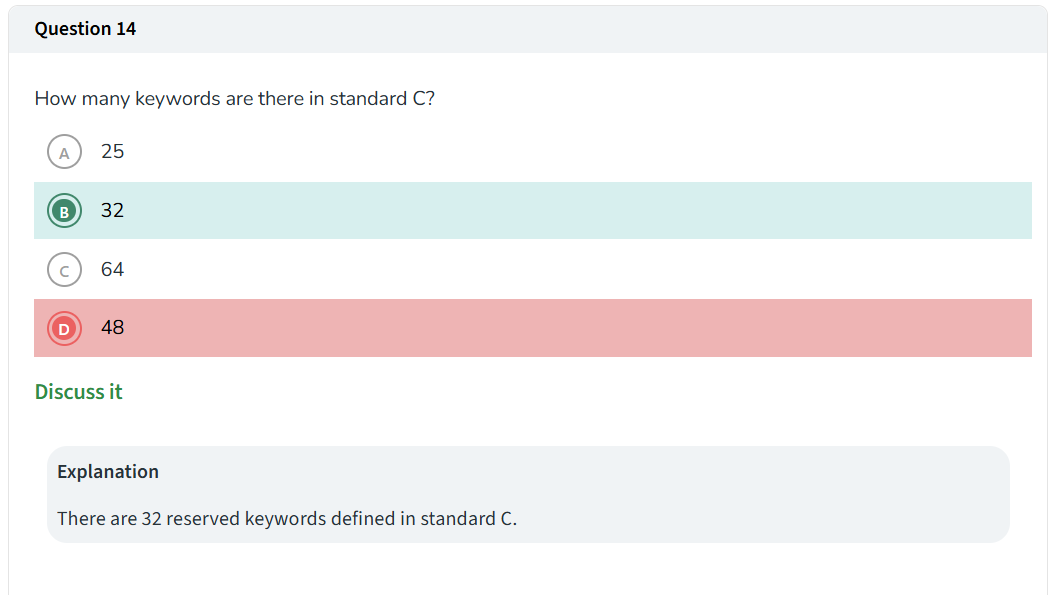 Question 14
How many keywords are there in standard C?
A 25
B 32
C 64
D 48
Discuss it
Explanation
There are 32 reserved keywords defined in standard C.